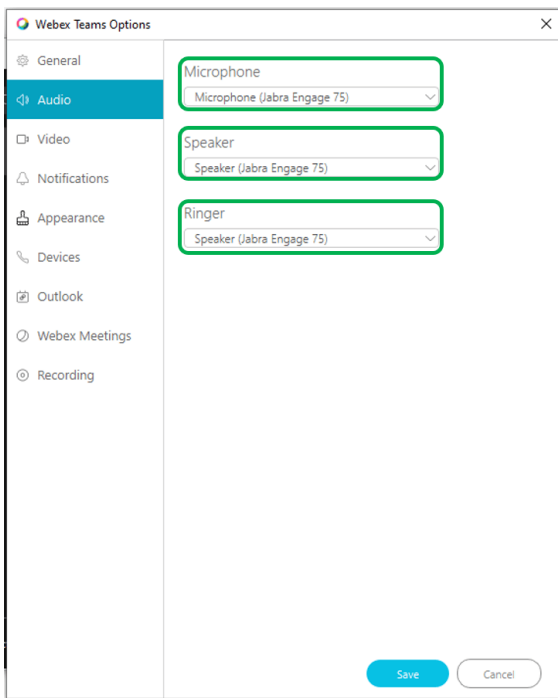 Webex Teams Options
General
Audio
Video
Notifications
Appearance
Devices
Outlook
Webex Meetings
Recording
Microphone
Microphone (Jabra Engage 75)
Speaker
Speaker (Jabra Engage 75)
Ringer
Speaker (Jabra Engage 75)
Save
Cancel